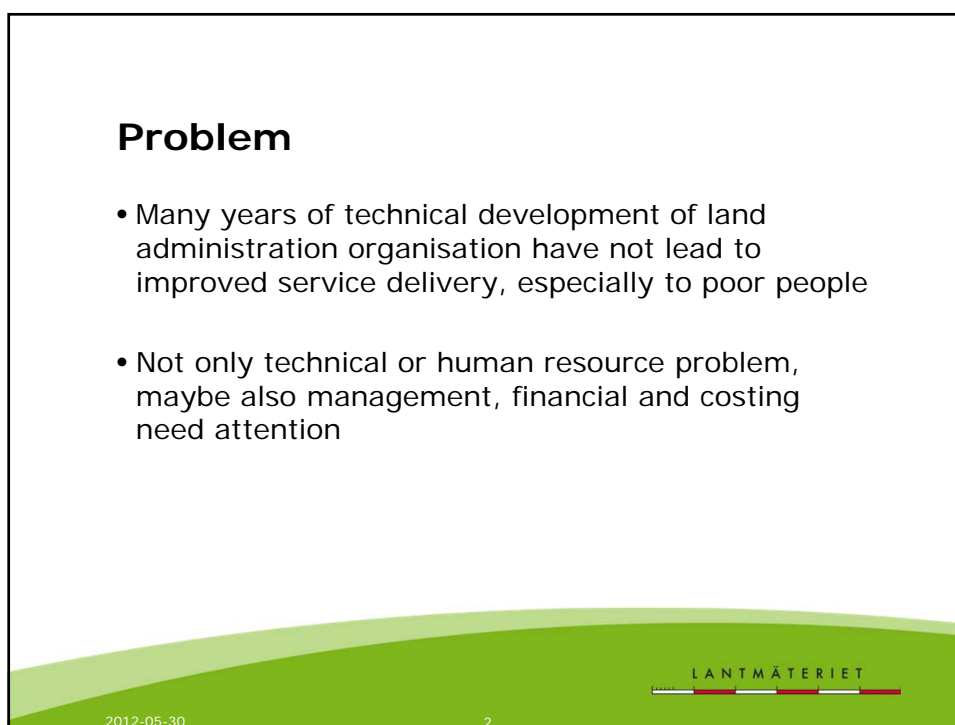 Problem
• Many years of technical development of land
administration organisation have not lead to
improved service delivery, especially to poor people
• Not only technical or human resource problem,
maybe also management, financial and costing
need attention
LANTMÄTERIET
2012-05-30 2